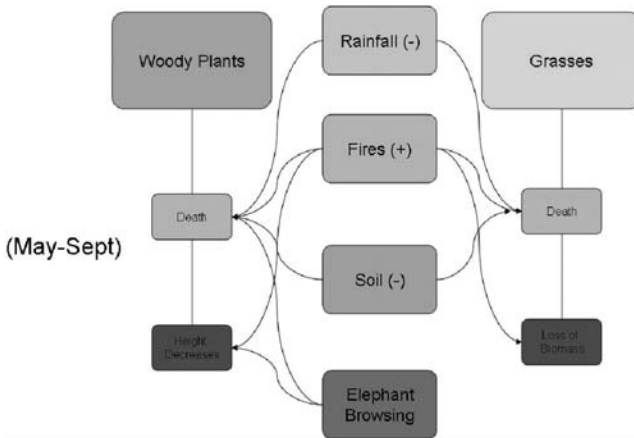 Woody Plants
Rainfall (-)
Grasses
Fires (+)
Death
Death
(May-Sept)
Soil (-)
Height
Decreases
Loss of
Biomass
Elephant
Browsing